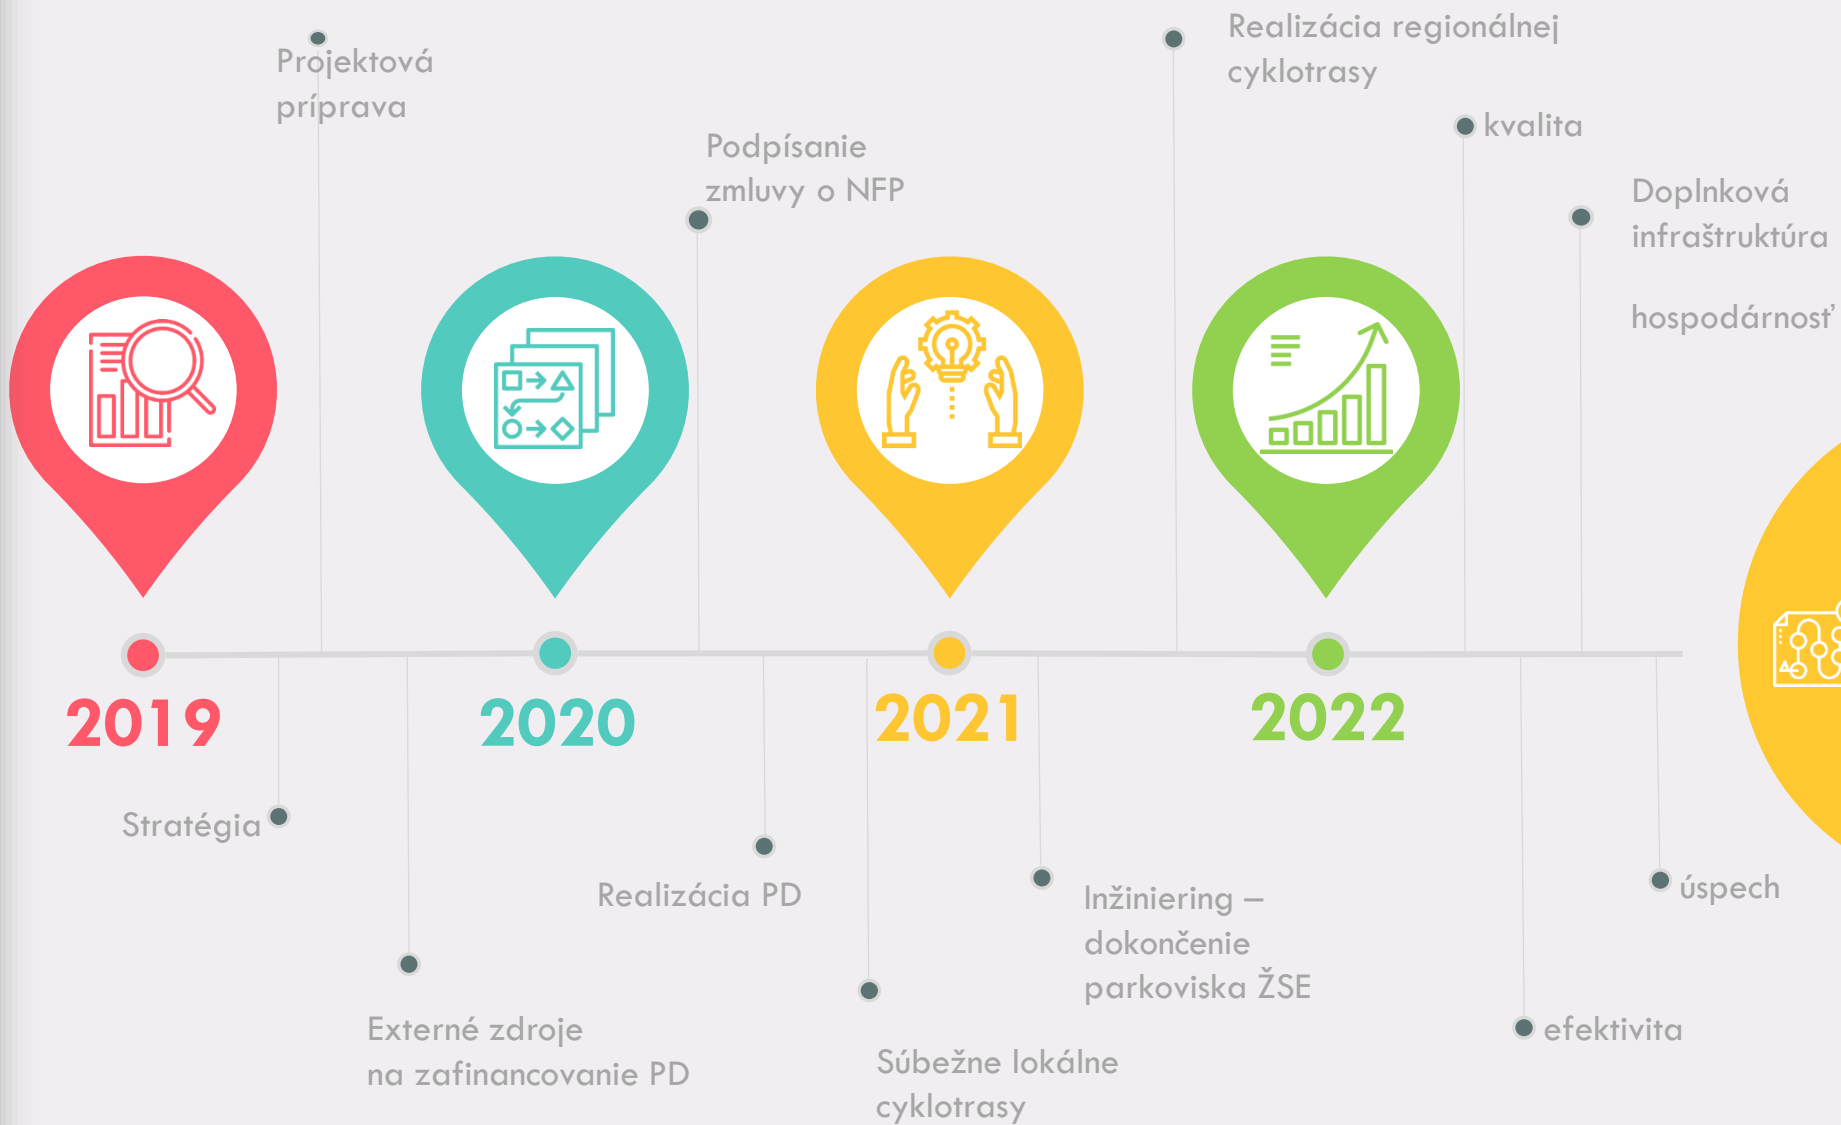 Projektová
príprava
Podpísanie
zmluvy o NFP
Realizácia regionálnej
cyklotrasy
kvalita
Doplnková
infraštruktúra
hospodárnosť
2019
2020
2021
2022
Stratégia
Externé zdroje
na zafinancovanie PD
Realizácia PD
Súbežne lokálne
cyklotrasy
Inžiniering –
dokončenie
parkoviska ŽSE
efektivita
úspech